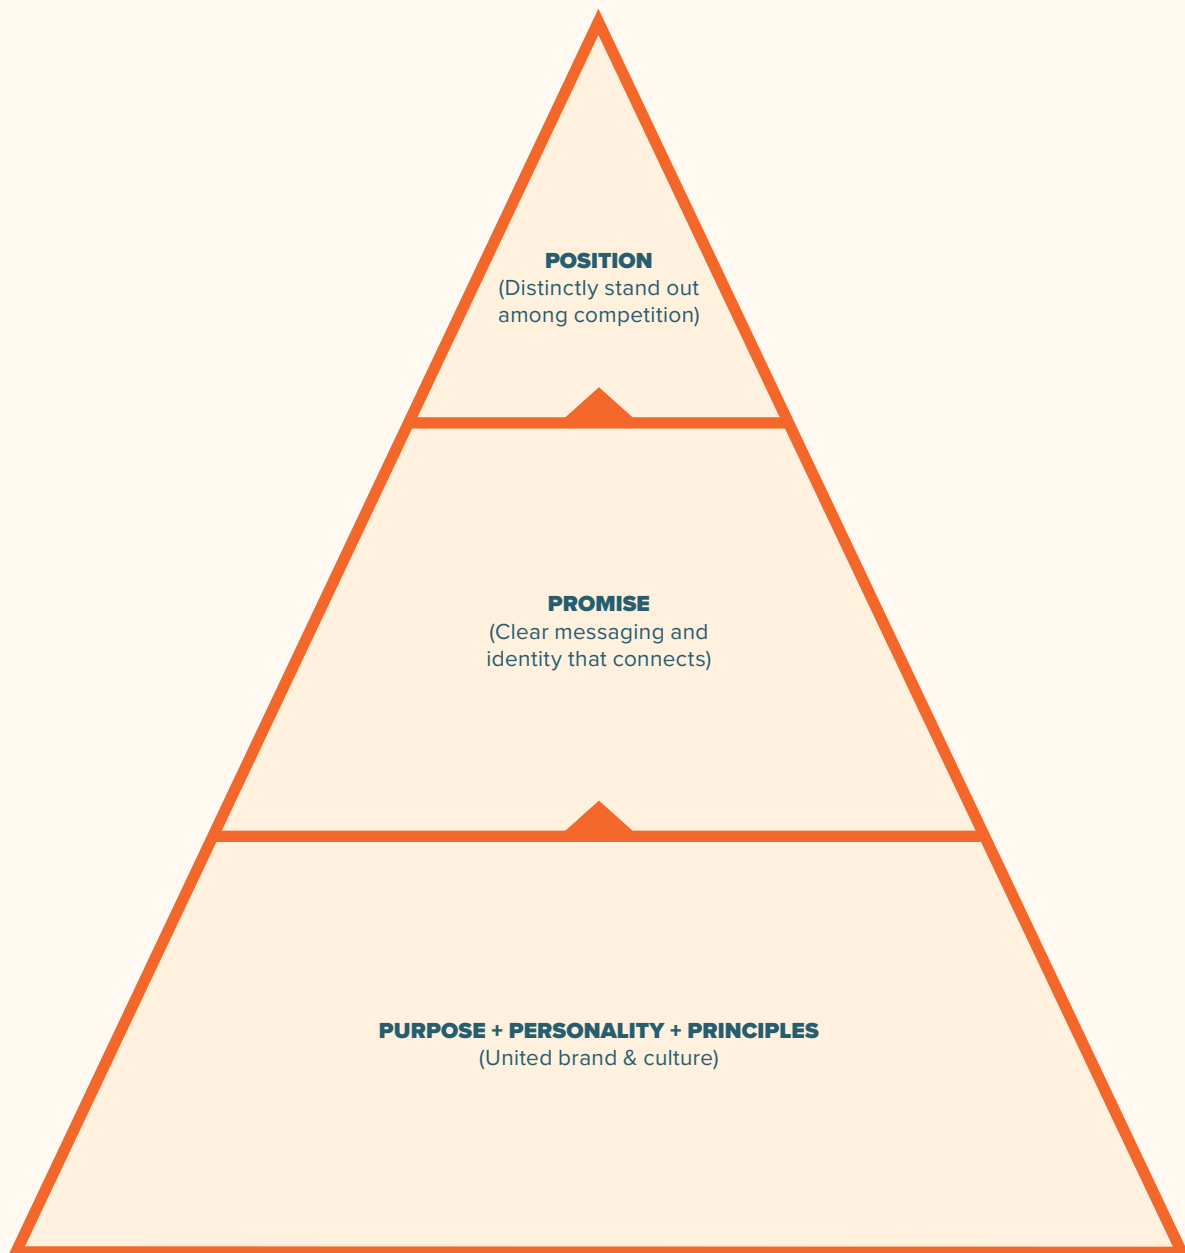 POSITION
(Distinctly stand out
among competition)
PROMISE
(Clear messaging and
identity that connects)
PURPOSE + PERSONALITY + PRINCIPLES
(United brand & culture)